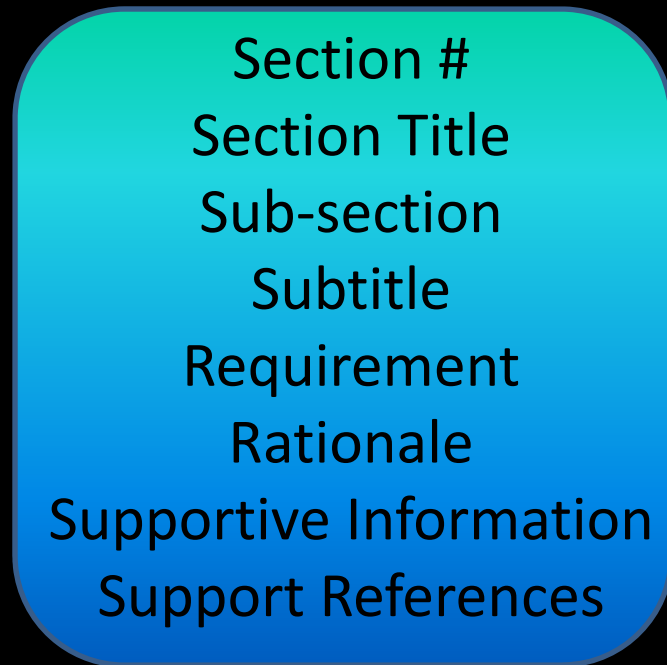 Section #
Section Title
Sub-section
Subtitle
Requirement
Rationale
Supportive Information
Support References